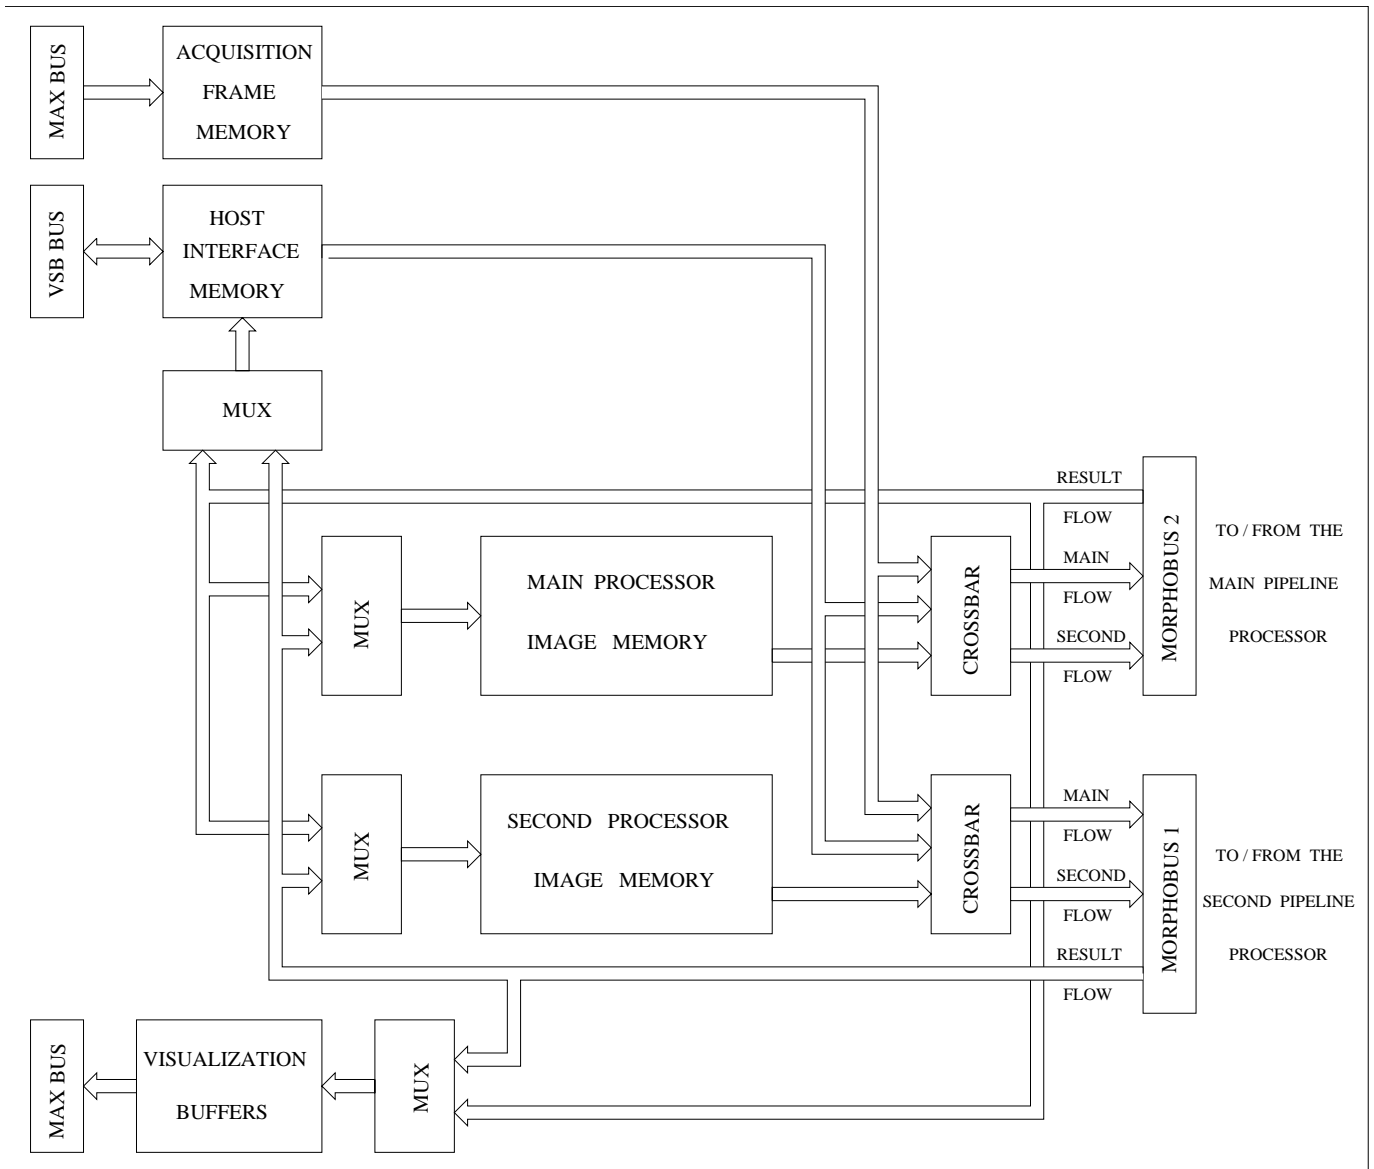 MAX BUS
ACQUISITION
FRAME
MEMORY
VSB BUS
HOST
INTERFACE
MEMORY
MUX
RESULT
FLOW
MAIN
FLOW
SECOND
FLOW
MORPHOBUS 2
TO / FROM THE
MAIN PIPELINE
PROCESSOR
MUX
MAIN PROCESSOR
IMAGE MEMORY
CROSSBAR
MUX
SECOND PROCESSOR
IMAGE MEMORY
CROSSBAR
MAIN
FLOW
SECOND
FLOW
RESULT
FLOW
MORPHOBUS 1
TO / FROM THE
SECOND PIPELINE
PROCESSOR
MAX BUS
VISUALIZATION
BUFFERS
MUX